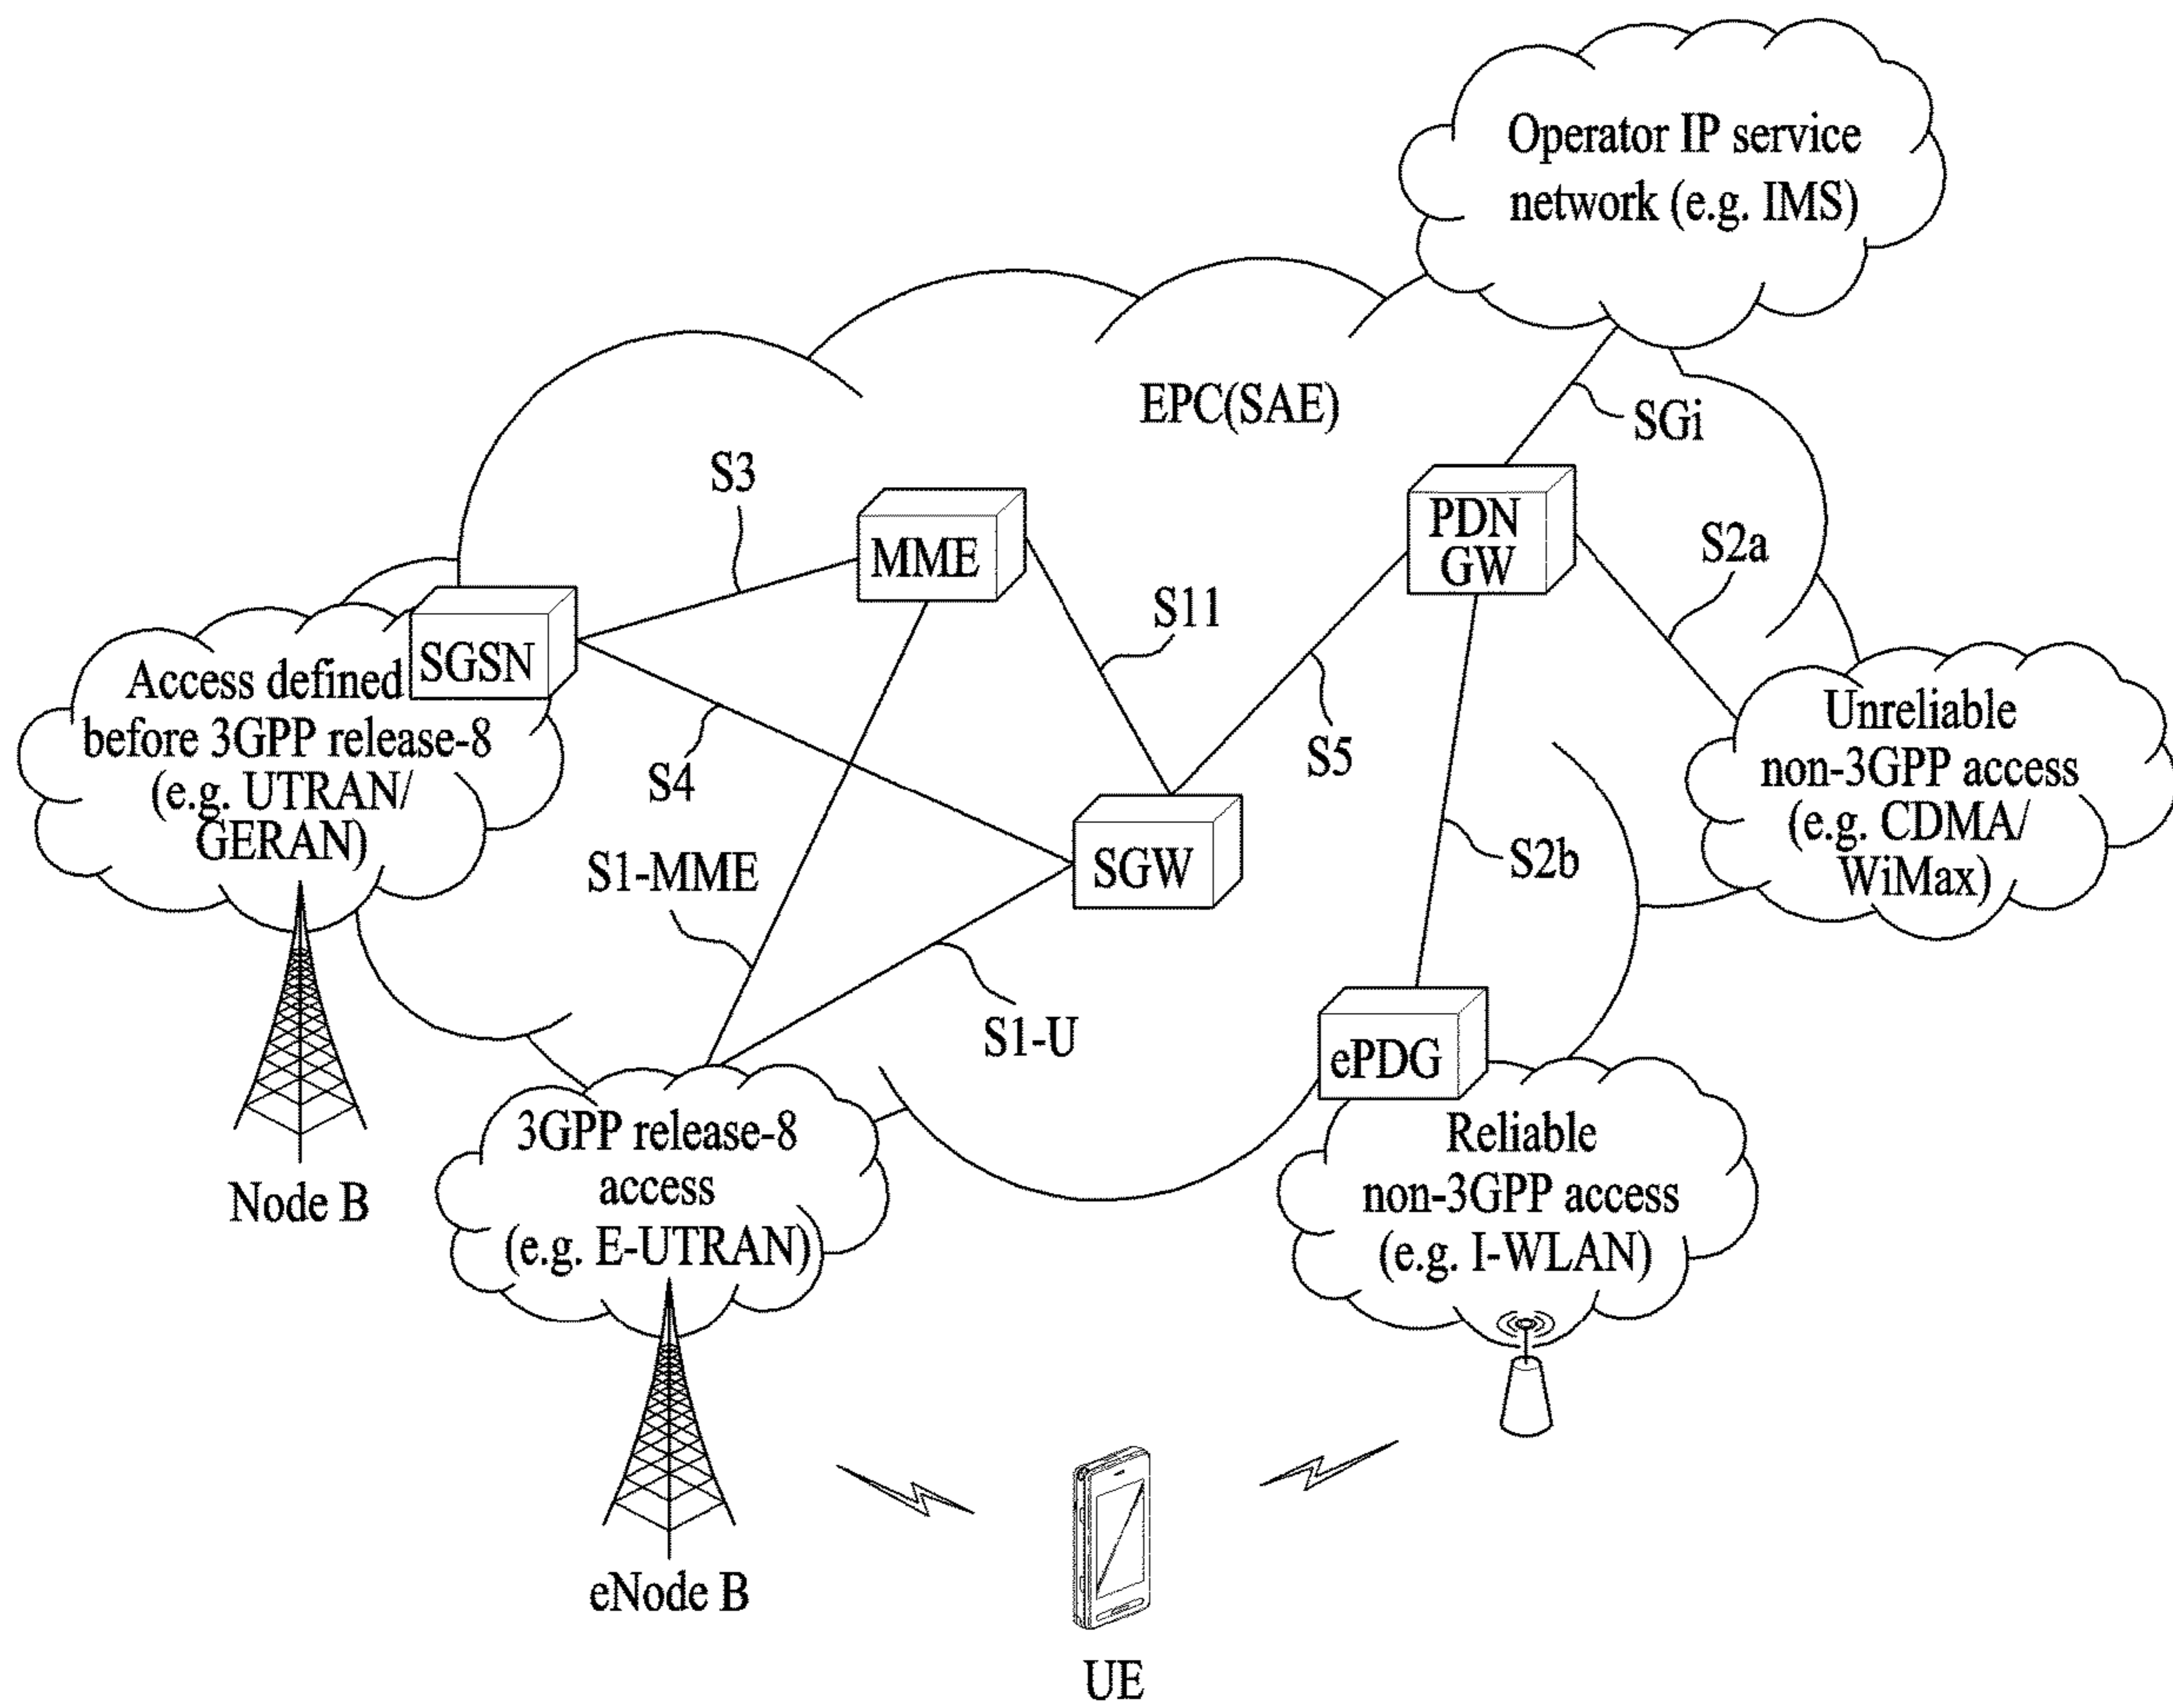 Operator IP service
network (e.g. IMS)
EPC(SAE)
SGi
S3
MME
PDN
GW
S2a
S11
SGSN
Access defined
before 3GPP release-8
(e.g. UTRAN/
GERAN)
S4
S5
Unreliable
non-3GPP access
(e.g. CDMA/
WiMax)
S1-MME
SGW
S2b
S1-U
ePDG
Node B
3GPP release-8
access
(e.g. E-UTRAN)
Reliable
non-3GPP access
(e.g. I-WLAN)
eNode B
UE